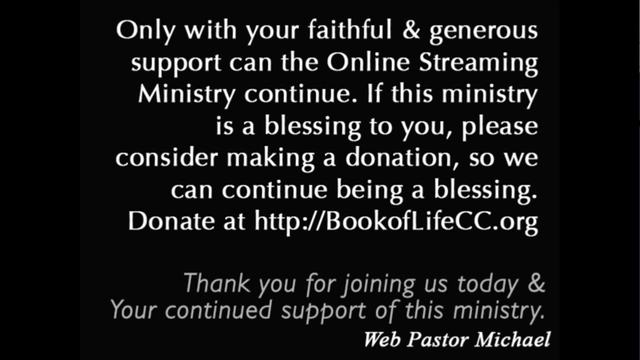 Only with your faithful & generous
support can the Online Streaming
Ministry continue. If this ministry
is a blessing to you, please
consider making a donation, so we
can continue being a blessing.
Donate at http://BookofLifeCC.org
Thank you for joining us today &
Your continued support of this ministry.
Web Pastor Michael